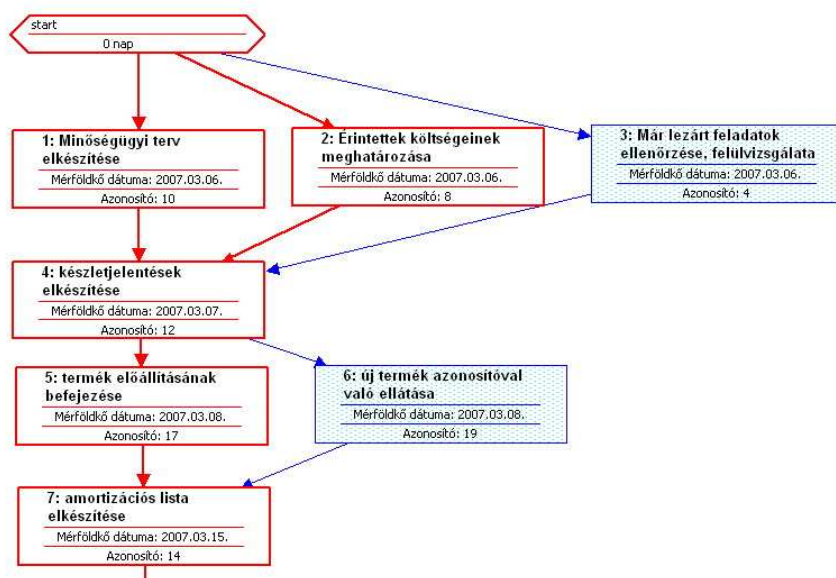 start
0 nap
1: Minőségügyi terv
elkészítése
Mérföldkő dátuma: 2007.03.06.
Azonosító: 10
2: Érintettek költségeinek
meghatározása
Mérföldkő dátuma: 2007.03.06.
Azonosító: 8
3: Már lezárt feladatok
ellenőrzése, felülvizsgálata
Mérföldkő dátuma: 2007.03.06.
Azonosító: 4
4: készletjelentések
elkészítése
Mérföldkő dátuma: 2007.03.07.
Azonosító: 12
5: termék előállításának
befejezése
Mérföldkő dátuma: 2007.03.08.
Azonosító: 17
6: új termék azonosítóval
való ellátása
Mérföldkő dátuma: 2007.03.08.
Azonosító: 19
7: amortizációs lista
elkészítése
Mérföldkő dátuma: 2007.03.15.
Azonosító: 14